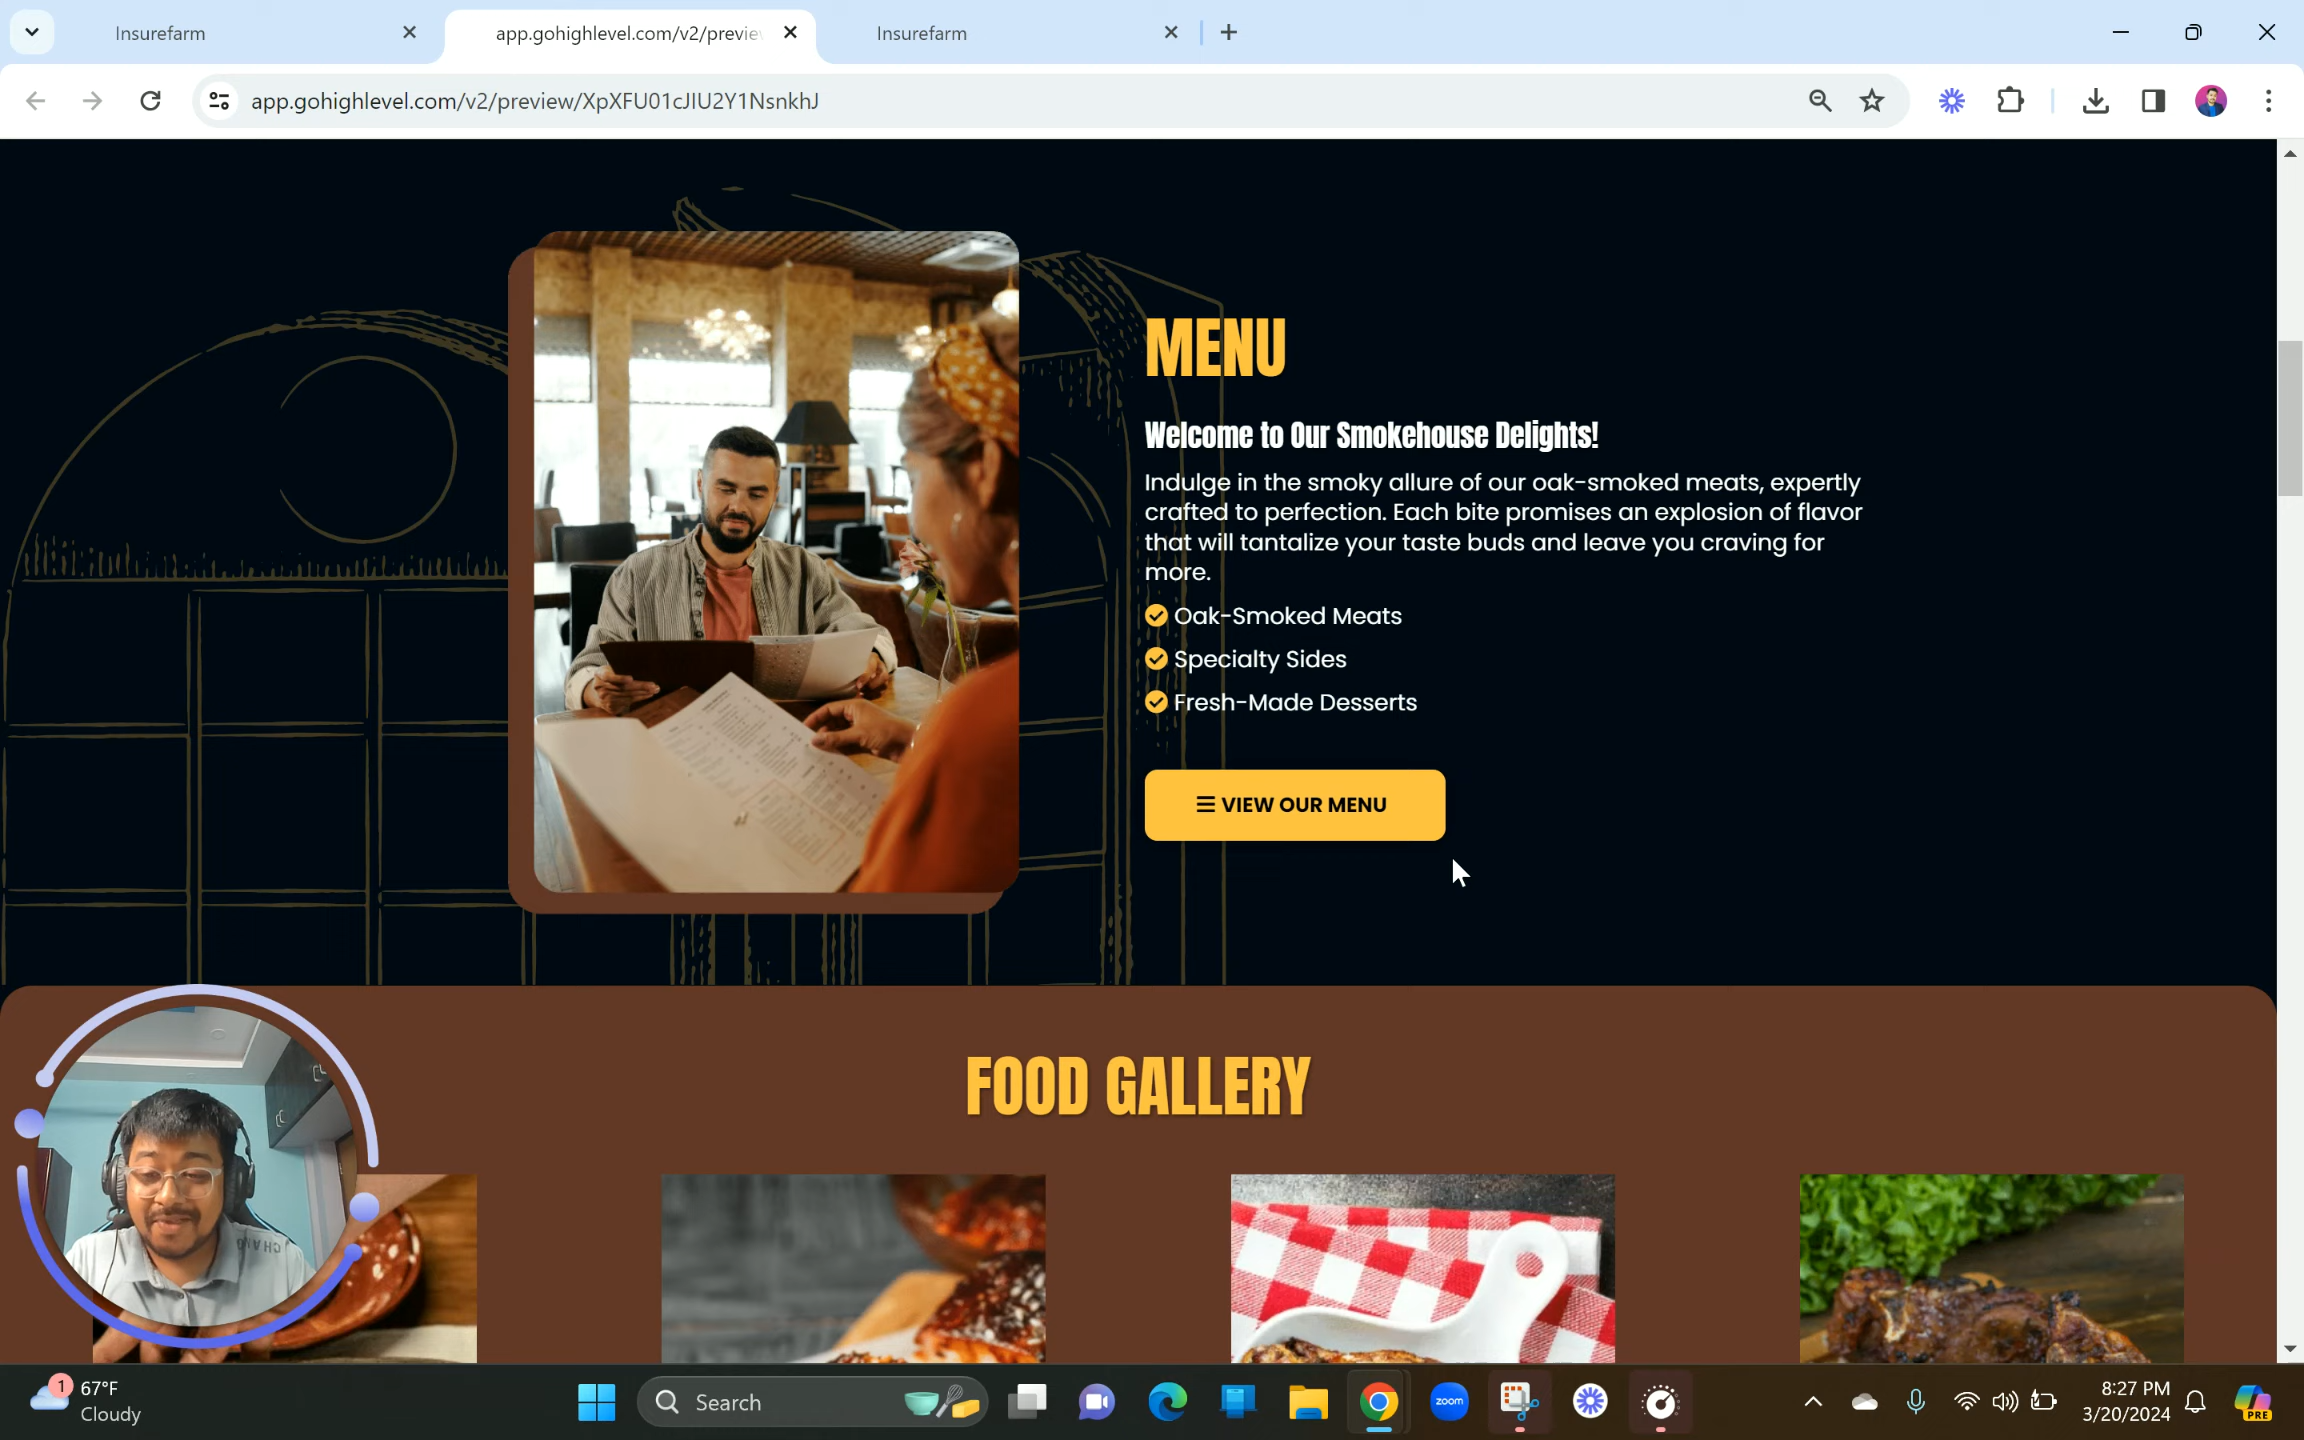 Insurefarm
app.gohighlevel.com/v2/previe
Insurefarm
app.gohighlevel.com/v2/preview/XpXFU01cJIU2Y1NsnkhJ
MENU
Welcome to Our Smokehouse Delights!
Indulge in the smoky allure of our oak-smoked meats, expertly
crafted to perfection. Each bite promises an explosion of flavor
that will tantalize your taste buds and leave you craving for
more.
Oak-Smoked Meats
Specialty Sides
Fresh-Made Desserts
VIEW OUR MENU
FOOD GALLERY
1
67°F
Cloudy
Search
zoom
8:27 PM
3/20/2024
PRE